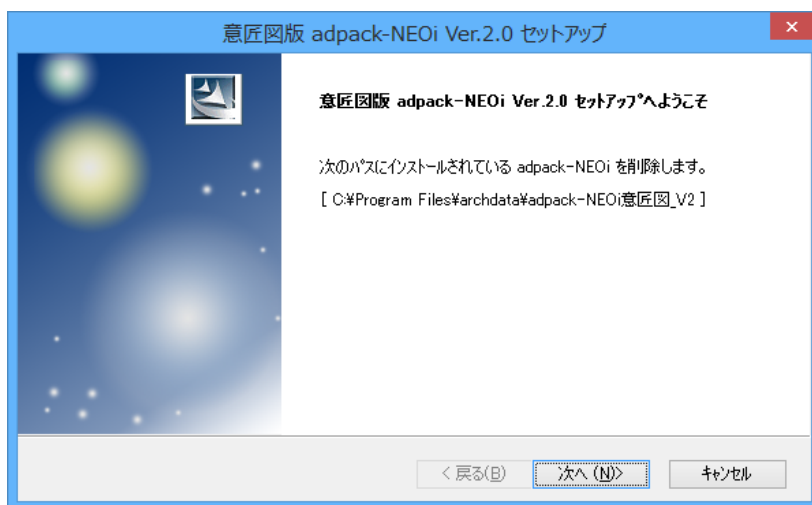 意匠図版 adpack-NEOi Ver.2.0 セットアップ
意匠図版 adpack-NEOi Ver.2.0 セットアップへようこそ
次のパスにインストールされている adpack-NEOi を削除します。
[ C:¥Program Files¥archdata¥adpack-NEOi意匠図_V2 ]
< 戻る(B)
次へ (N)>
キャンセル